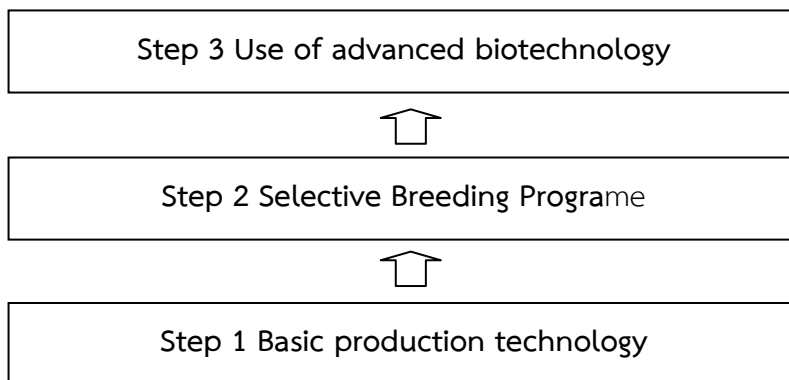 Step 3 Use of advanced biotechnology
Step 2 Selective Breeding Programe
Step 1 Basic production technology